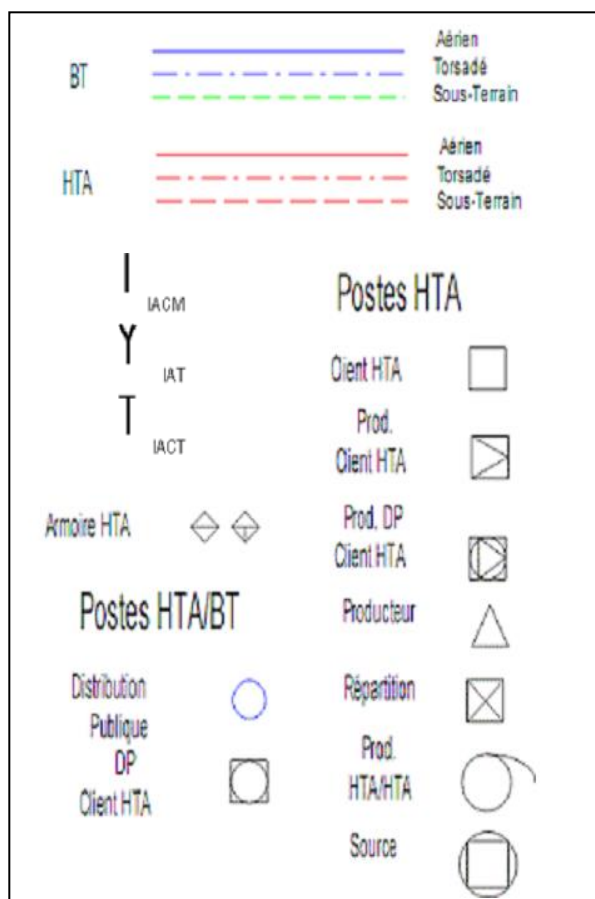 BT
Aérien
Torsadé
Sous-Terrain
HTA
Aérien
Torsadé
Sous-Terrain
IACM
IAT
IACT
Armoire HTA
Postes HTA/BT
Distribution
Publique
DP
Client HTA
Postes HTA
Client HTA
Prod.
Client HTA
Prod. DP
Client HTA
Producteur
Répartition
Prod.
HTA/HTA
Source